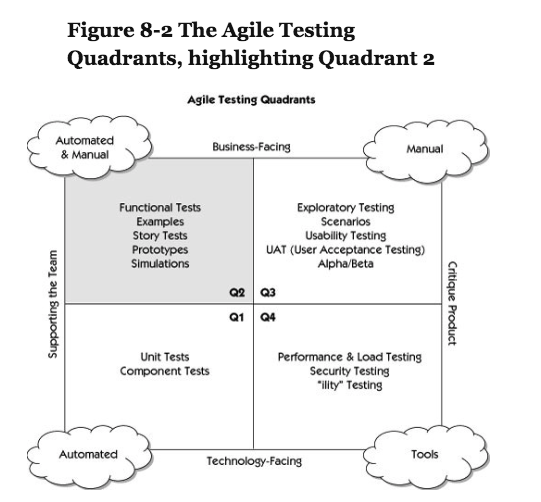 Figure 8-2 The Agile Testing
Quadrants, highlighting Quadrant 2
Agile Testing Quadrants
Automated
& Manual
Business-Facing
Manual
Functional Tests
Examples
Story Tests
Prototypes
Simulations
Exploratory Testing
Scenarios
Usability Testing
UAT (User Acceptance Testing)
Alpha/Beta
Supporting the Team
Critique Product
Q2
Q3
Q1
Q4
Unit Tests
Component Tests
Performance & Load Testing
Security Testing
"ility" Testing
Automated
Technology-Facing
Tools